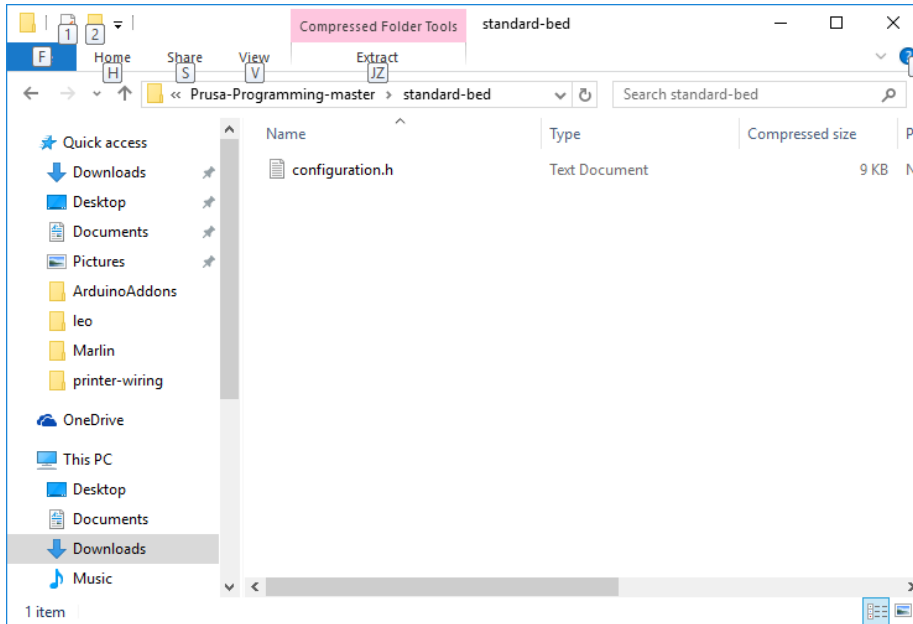 1
2
Compressed Folder Tools
standard-bed
F
Home
Share
View
Extract
H
S
V
JZ
« Prusa-Programming-master > standard-bed
Search standard-bed
Quick access
Downloads
Desktop
Documents
Pictures
ArduinoAddons
leo
Marlin
printer-wiring
OneDrive
This PC
Desktop
Documents
Downloads
Music
Name
Type
Compressed size
P
configuration.h
Text Document
9 KB
N
1 item